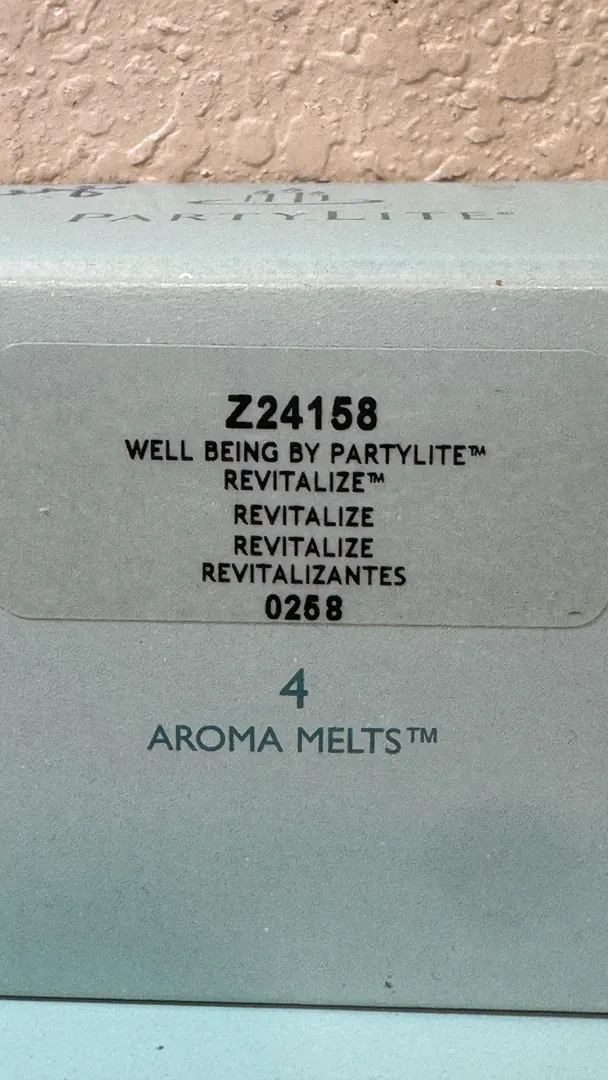 PARTYLITE®
Z24158
WELL BEING BY PARTYLITE™
REVITALIZE™
REVITALIZE
REVITALIZE
REVITALIZANTES
0258
4
AROMA MELTS™